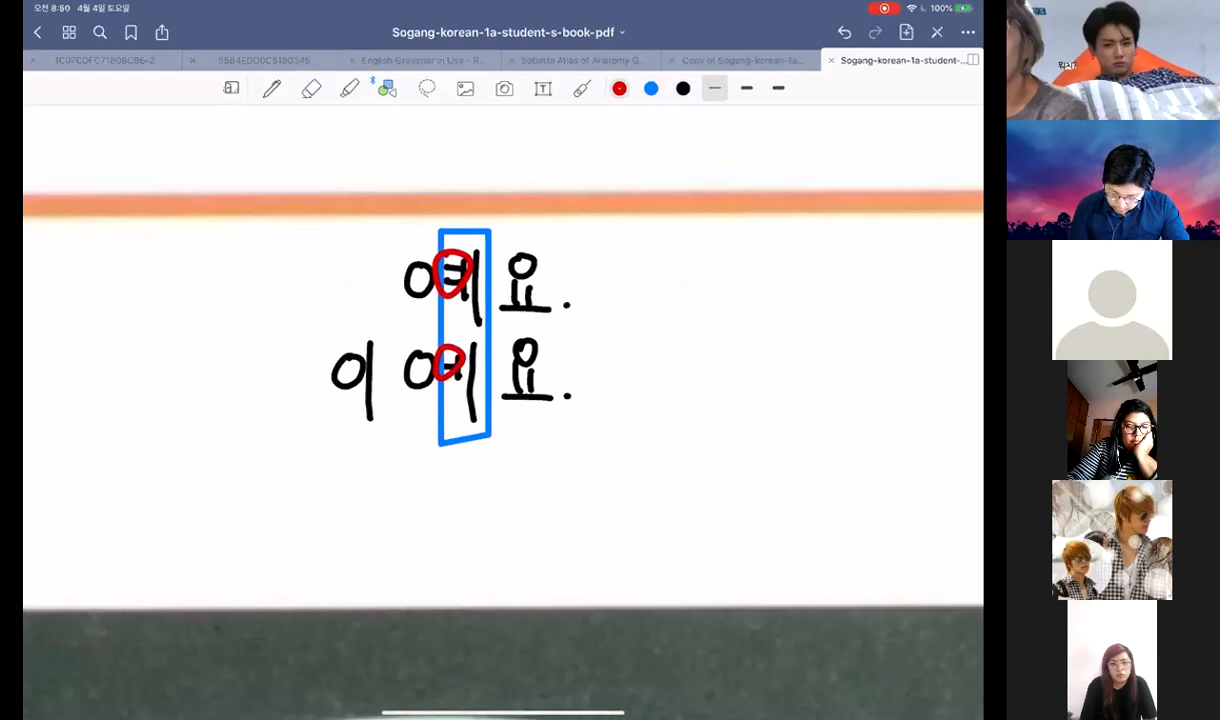 오전 8:50 4월 4일 토요일
100%
Sogang-korean-1a-student-s-book-pdf
English Grammar in Use - R...
Sobotta Atlas of Anatomy G...
Copy of Sogang-korean-1a...
Sogang-korean-1a-student-...
T
예요.
이에요.